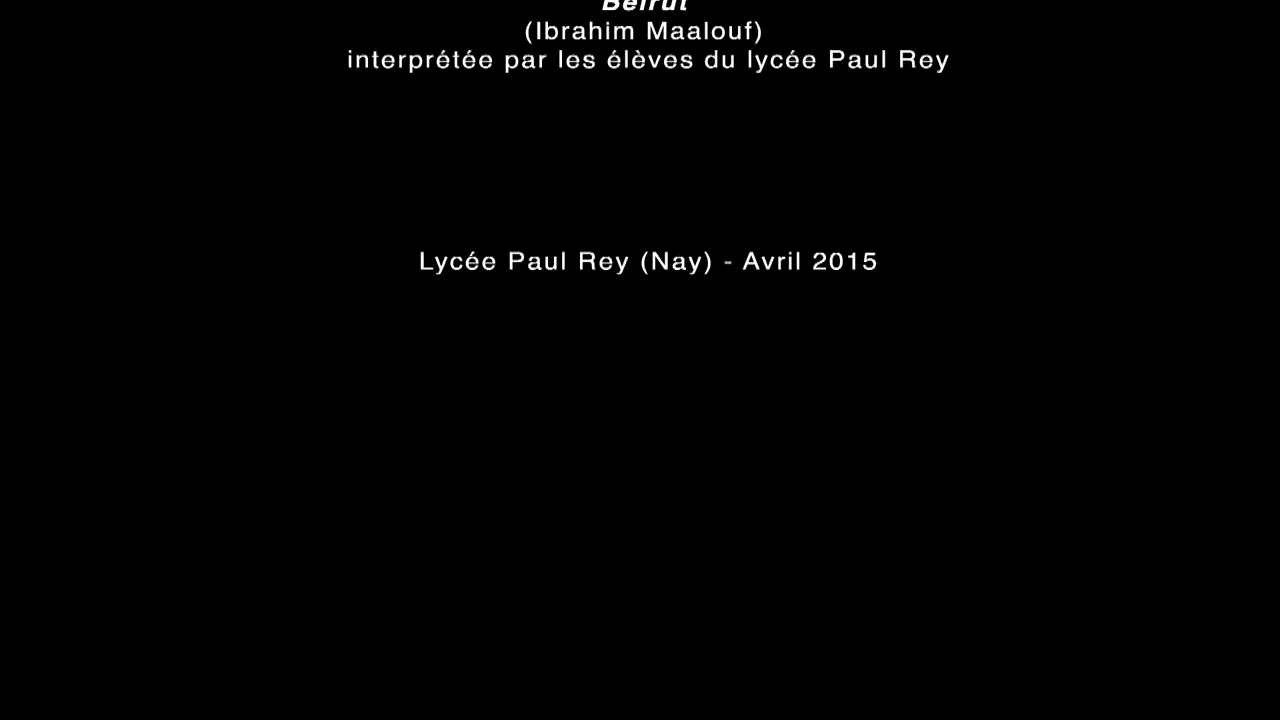 Beirut
(Ibrahim Maalouf)
interprétée par les élèves du lycée Paul Rey
Lycée Paul Rey (Nay) - Avril 2015